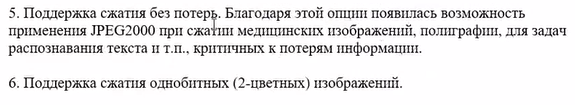 5. Поддержка сжатия без потерь. Благодаря этой опции появилась возможность
применения JPEG2000 при сжатии медицинских изображений, полиграфии, для задач
распознавания текста и т.п., критичных к потерям информации.
6. Поддержка сжатия однобитных (2-цветных) изображений.